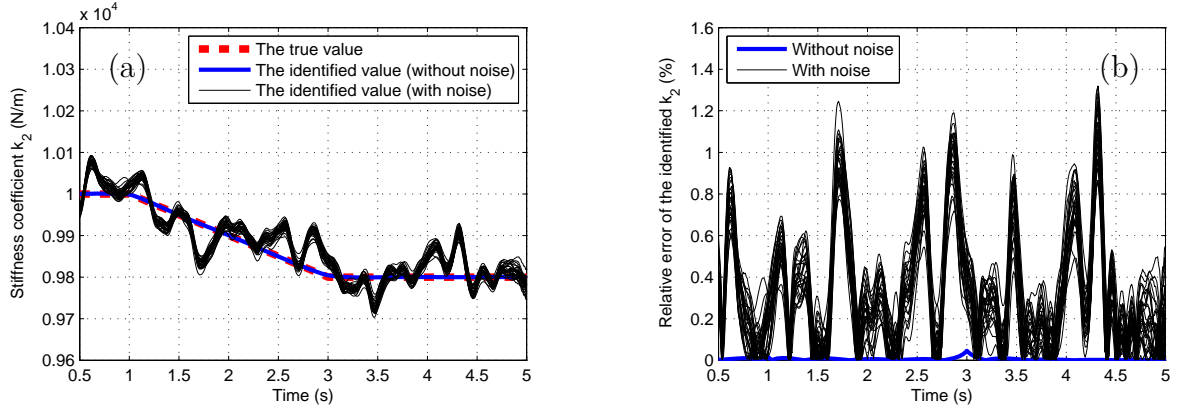 x 10⁴
1.04
1.03
1.02
1.01
1
0.99
0.98
0.97
0.96
0.5 1 1.5 2 2.5 3 3.5 4 4.5 5
Time (s)
Stiffness coefficient k₂ (N/m)
(a)
The true value
The identified value (without noise)
The identified value (with noise)
1.6
1.4
1.2
1
0.8
0.6
0.4
0.2
0
0.5 1 1.5 2 2.5 3 3.5 4 4.5 5
Time (s)
Relative error of the identified k₂ (%)
Without noise
With noise
(b)